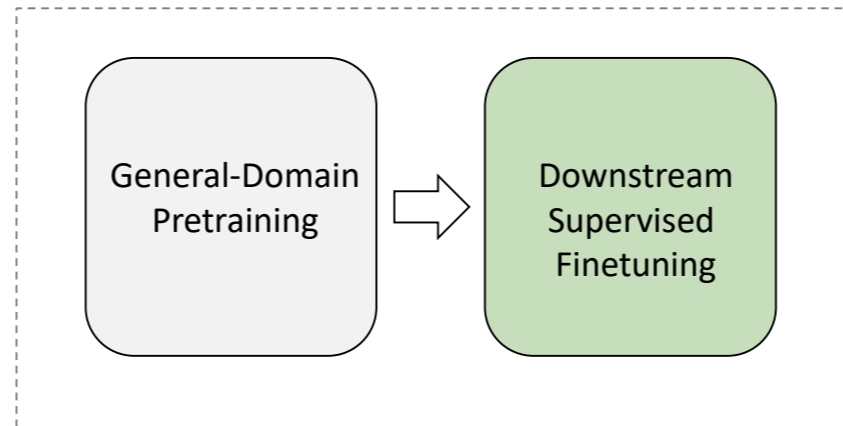 General-Domain
Pretraining
Downstream
Supervised
Finetuning